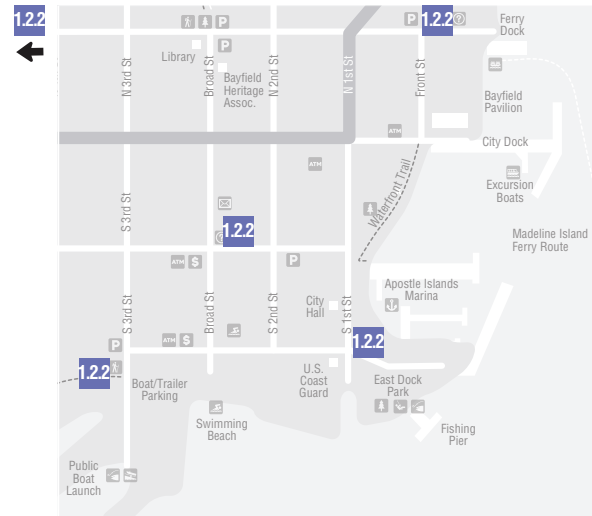 1.2.2
1.2.2
Ferry
Dock
P
P
P
Library
Bayfield
Heritage
Assoc.
N 3rd St
Broad St
N 2nd St
N 1st St
Front St
Bayfield
Pavilion
ATM
City Dock
ATM
Excursion
Boats
Waterfront Trail
S 3rd St
1.2.2
Madeline Island
Ferry Route
ATM $
P
Apostle Islands
Marina
City
Hall
S 3rd St
Broad St
S 2nd St
S 1st St
ATM $
P
1.2.2
1.2.2
U.S.
Coast
Guard
Boat/Trailer
Parking
East Dock
Park
Swimming
Beach
Fishing
Pier
Public
Boat
Launch